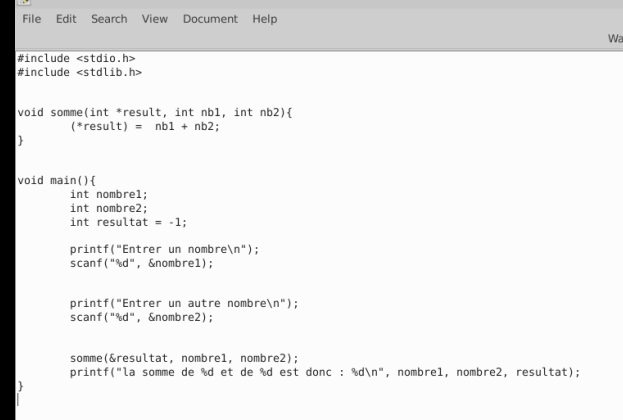 File Edit Search View Document Help
Wa
#include <stdio.h>
#include <stdlib.h>
void somme(int *result, int nb1, int nb2){
(*result) =  nb1 + nb2;
}
void main(){
int nombre1;
int nombre2;
int resultat = -1;
printf("Entrer un nombre\n");
scanf("%d", &nombre1);
printf("Entrer un autre nombre\n");
scanf("%d", &nombre2);
somme(&resultat, nombre1, nombre2);
printf("la somme de %d et de %d est donc : %d\n", nombre1, nombre2, resultat);
}